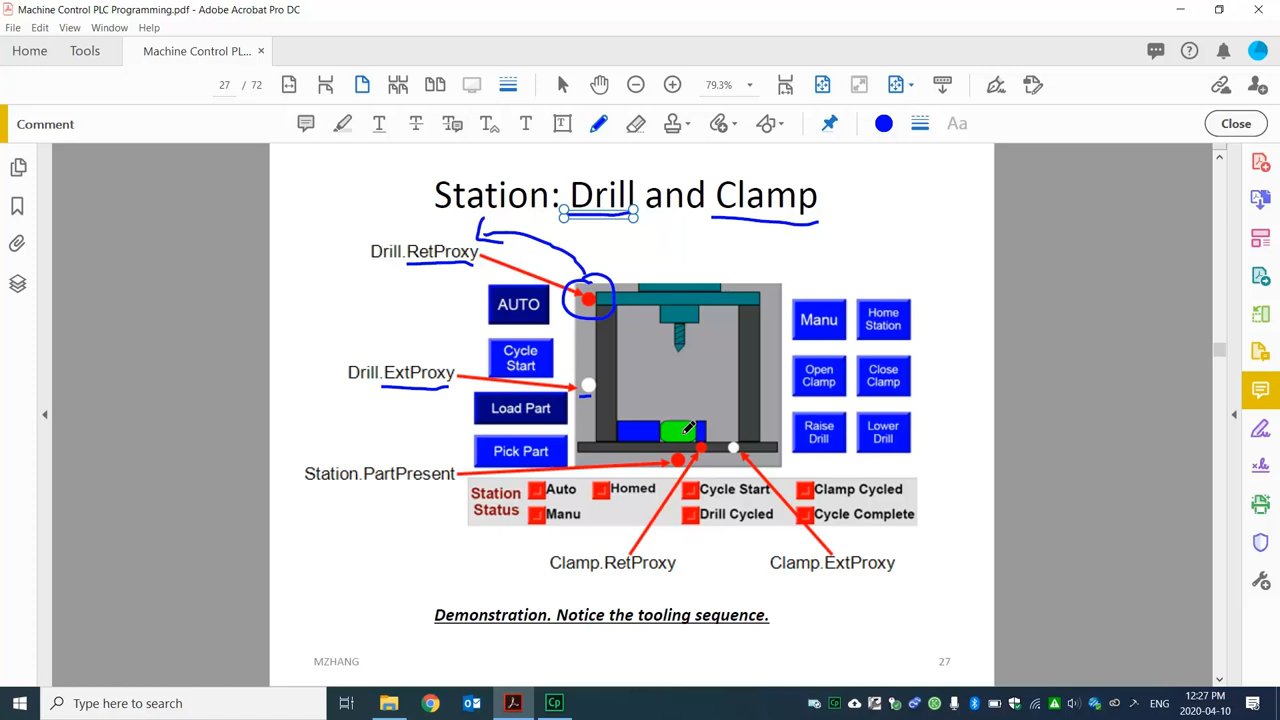 Machine Control PLC Programming.pdf - Adobe Acrobat Pro DC
File Edit View Window Help
Home Tools Machine Control PL... ×
27 / 72 79.3%
Comment Aa Close
Station: Drill and Clamp
Drill.RetProxy
AUTO
Manu
Home Station
Cycle Start
Drill.ExtProxy
Open Clamp
Close Clamp
Load Part
Raise Drill
Lower Drill
Pick Part
Station.PartPresent
Station Status
Auto Homed Cycle Start Clamp Cycled
Manu Drill Cycled Cycle Complete
Clamp.RetProxy Clamp.ExtProxy
Demonstration. Notice the tooling sequence.
MZHANG 27
Type here to search
Cp
12:27 PM
2020-04-10